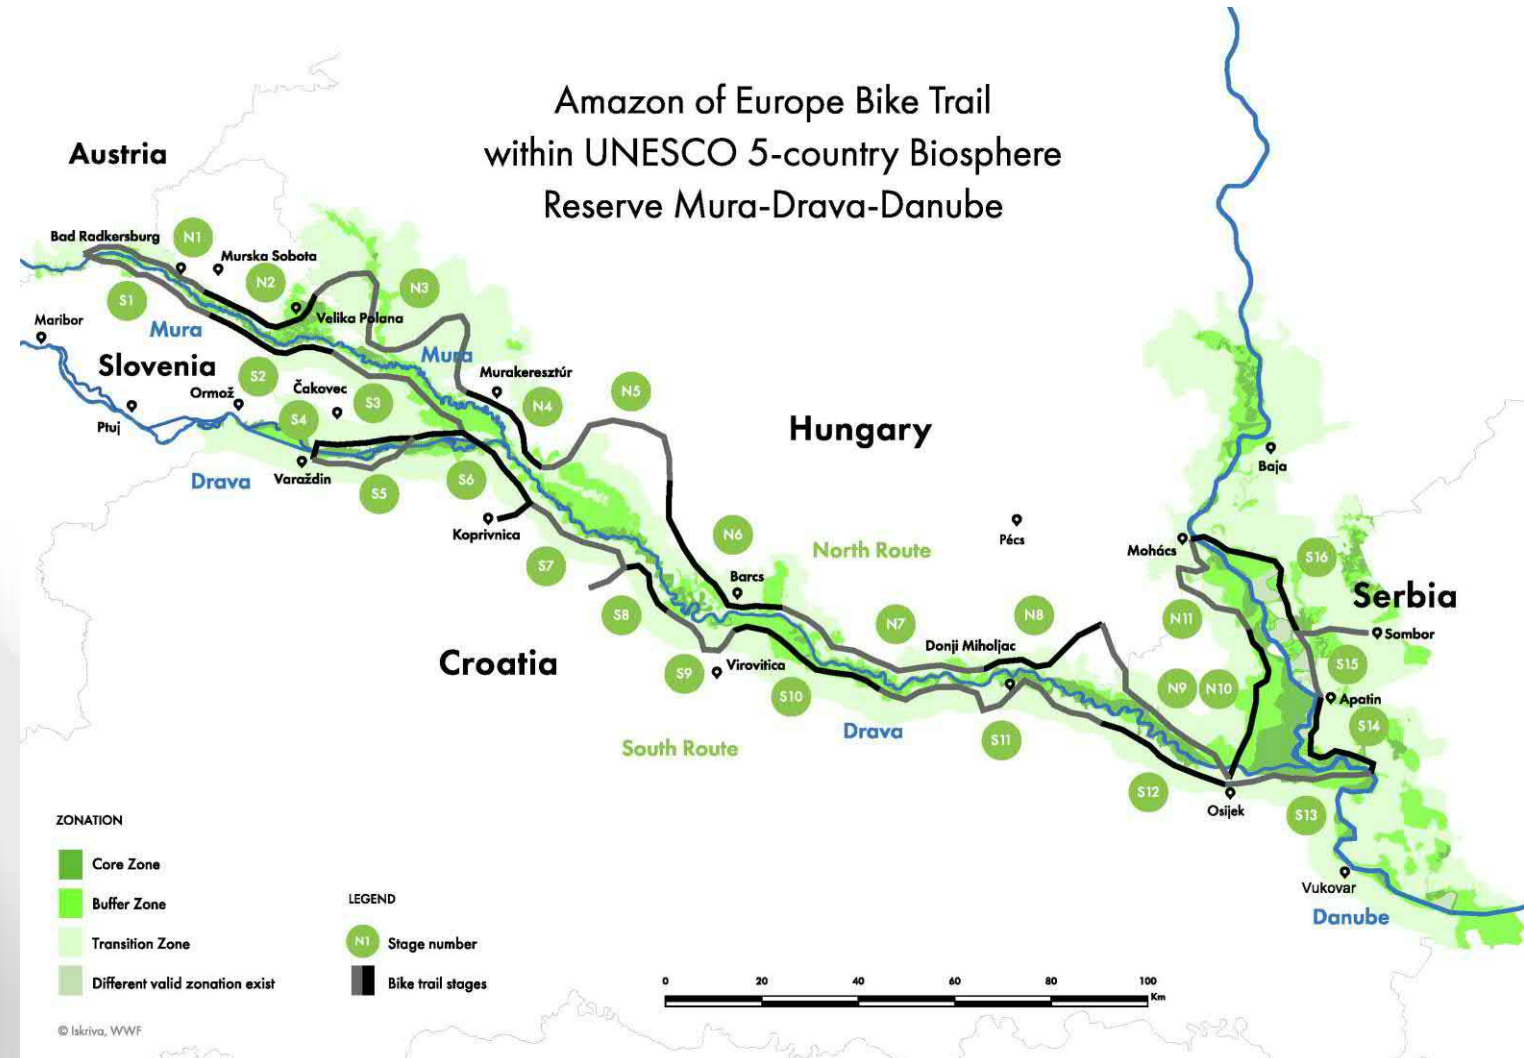 Amazon of Europe Bike Trail
within UNESCO 5-country Biosphere
Reserve Mura-Drava-Danube
Austria
Bad Radkersburg
N1
Murska Sobota
N2
N3
S1
Velika Polana
Mura
Maribor
Slovenia
Mura
Murakeresztúr
S2
Čakovec
S3
Ormož
S4
N4
N5
Ptuj
Hungary
Drava
Varaždin
S5
S6
Baja
Koprivnica
N6
North Route
Pécs
Mohács
S7
S16
Barcs
Serbia
S8
N7
N8
N11
Donji Miholjac
Sombor
Croatia
S9
Virovitica
S10
N9
N10
S15
Apatin
South Route
Drava
S11
S14
S12
Osijek
S13
Vukovar
Danube
ZONATION
Core Zone
Buffer Zone
Transition Zone
Different valid zonation exist
LEGEND
N1
Stage number
Bike trail stages
0 20 40 60 80 100
Km
© Iskriva, WWF